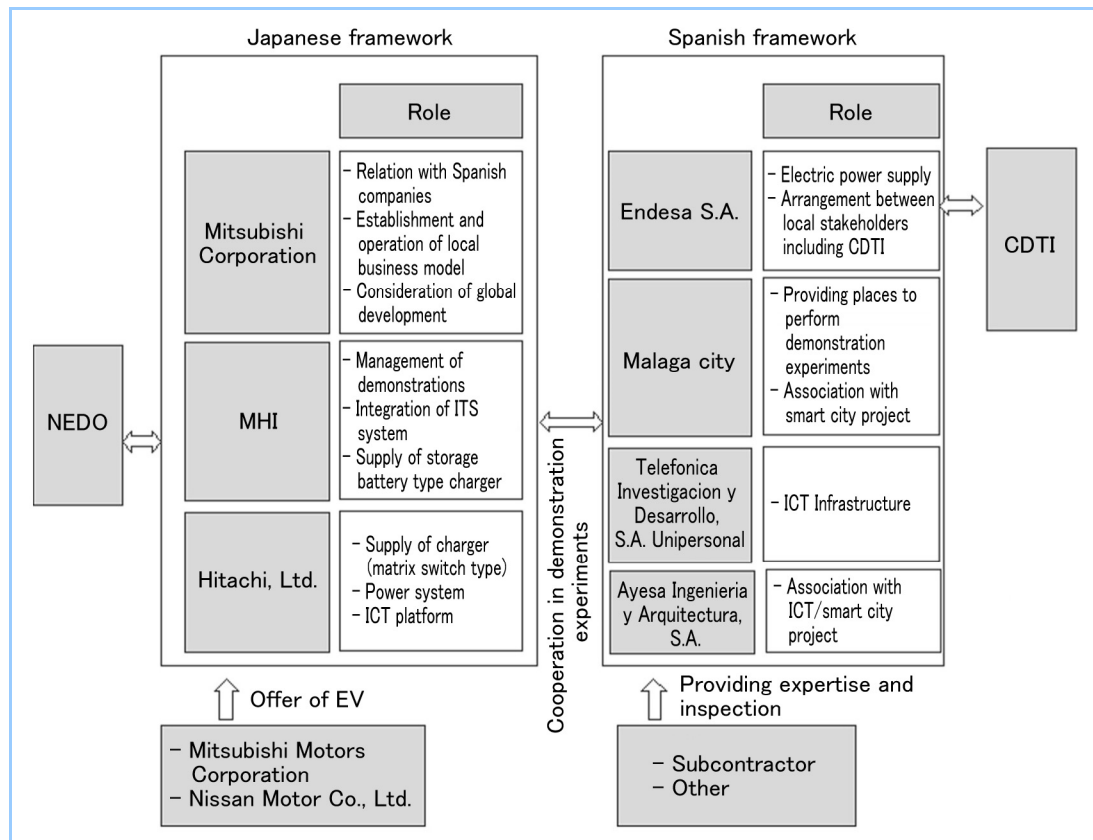 Japanese framework
Spanish framework
NEDO
Role
Mitsubishi
Corporation
– Relation with Spanish
companies
– Establishment and
operation of local
business model
– Consideration of global
development
MHI
– Management of
demonstrations
– Integration of ITS
system
– Supply of storage
battery type charger
Hitachi, Ltd.
– Supply of charger
(matrix switch type)
– Power system
– ICT platform
Offer of EV
– Mitsubishi Motors
Corporation
– Nissan Motor Co., Ltd.
Cooperation in demonstration
experiments
Role
Endesa S.A.
– Electric power supply
– Arrangement between
local stakeholders
including CDTI
Malaga city
– Providing places to
perform
demonstration
experiments
– Association with
smart city project
Telefonica
Investigacion y
Desarrollo,
S.A. Unipersonal
– ICT Infrastructure
Ayesa Ingenieria
y Arquitectura,
S.A.
– Association with
ICT/smart city
project
CDTI
Providing expertise and
inspection
– Subcontractor
– Other